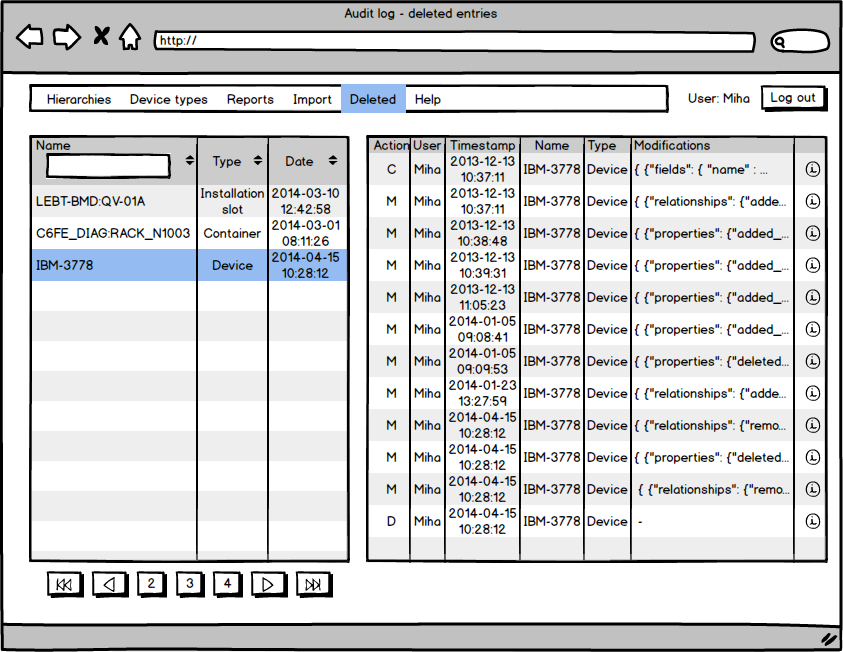 Audit log - deleted entries
http://
Hierarchies Device types Reports Import Deleted Help
User: Miha
Log out
Name Type Date
LEBT-BMD:QV-01A Installation slot 2014-03-10 12:42:58
C6FE_DIAG:RACK_N1003 Container 2014-03-01 08:11:26
IBM-3778 Device 2014-04-15 10:28:12
2 3 4
Action User Timestamp Name Type Modifications
C Miha 2013-12-13 10:37:11 IBM-3778 Device { {"fields": { "name" : ...
M Miha 2013-12-13 10:37:11 IBM-3778 Device { {"relationships": {"adde...
M Miha 2013-12-13 10:38:48 IBM-3778 Device { {"properties": {"added_...
M Miha 2013-12-13 10:39:31 IBM-3778 Device { {"properties": {"added_...
M Miha 2013-12-13 11:05:23 IBM-3778 Device { {"properties": {"added_...
M Miha 2014-01-05 09:08:41 IBM-3778 Device { {"properties": {"added_...
M Miha 2014-01-05 09:09:53 IBM-3778 Device { {"properties": {"deleted...
M Miha 2014-01-23 13:27:59 IBM-3778 Device { {"relationships": {"adde...
M Miha 2014-04-15 10:28:12 IBM-3778 Device { {"relationships": {"remo...
M Miha 2014-04-15 10:28:12 IBM-3778 Device { {"properties": {"deleted...
M Miha 2014-04-15 10:28:12 IBM-3778 Device { {"relationships": {"remo...
D Miha 2014-04-15 10:28:12 IBM-3778 Device -